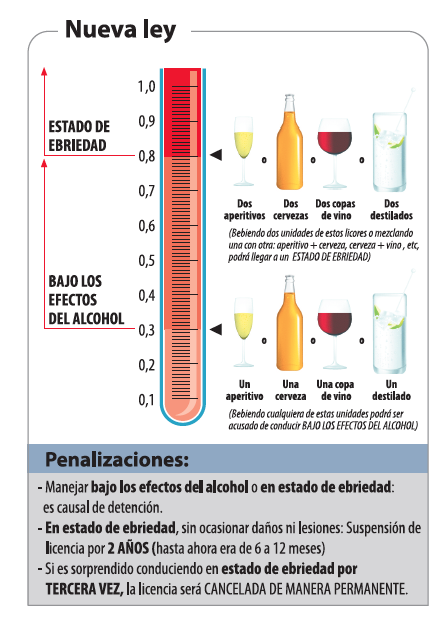 Nueva ley
1,0
0,9
ESTADO DE
EBRIEDAD
0,8
o
o
o
Dos
aperitivos
Dos
cervezas
Dos copas
de vino
Dos
destilados
0,7
(Bebiendo dos unidades de estos licores o mezclando
una con otra: aperitivo + cerveza, cerveza + vino , etc,
podrá llegar a un ESTADO DE EBRIEDAD)
0,6
0,5
BAJO LOS
EFECTOS
DEL ALCOHOL
0,4
0,3
o
o
o
0,2
Un
aperitivo
Una
cerveza
Una copa
de vino
Un
destilado
0,1
(Bebiendo cualquiera de estas unidades podrá ser
acusado de conducir BAJO LOS EFECTOS DEL ALCOHOL)
Penalizaciones:
- Manejar bajo los efectos del alcohol o en estado de ebriedad:
es causal de detención.
- En estado de ebriedad, sin ocasionar daños ni lesiones: Suspensión de
licencia por 2 AÑOS (hasta ahora era de 6 a 12 meses)
- Si es sorprendido conduciendo en estado de ebriedad por
TERCERA VEZ, la licencia será CANCELADA DE MANERA PERMANENTE.